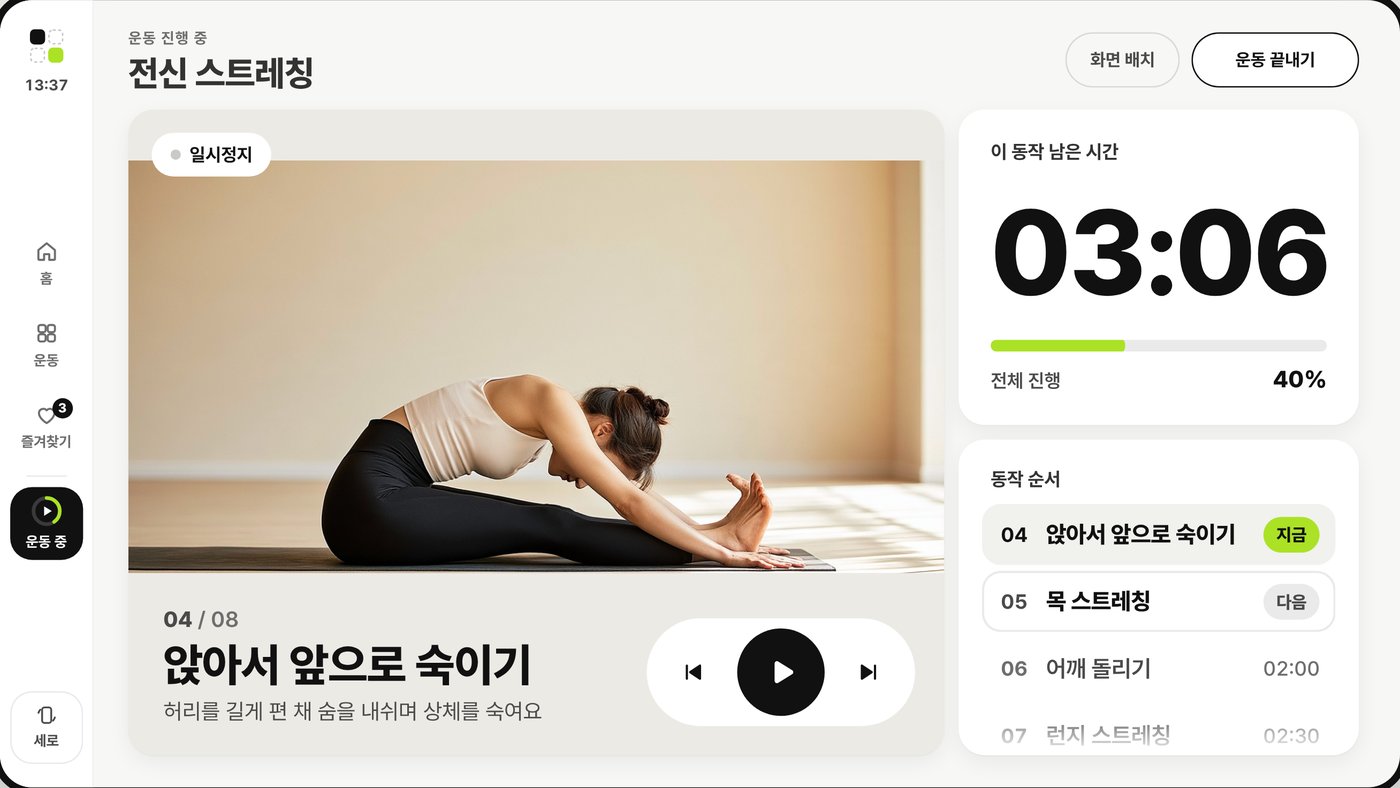 13:37
홈
운동
3
즐겨찾기
운동 중
세로
운동 진행 중
전신 스트레칭
화면 배치
운동 끝내기
일시정지
04 / 08
앉아서 앞으로 숙이기
허리를 길게 편 채 숨을 내쉬며 상체를 숙여요
이 동작 남은 시간
03:06
전체 진행 40%
동작 순서
04 앉아서 앞으로 숙이기 지금
05 목 스트레칭 다음
06 어깨 돌리기 02:00
07 런지 스트레칭 02:30